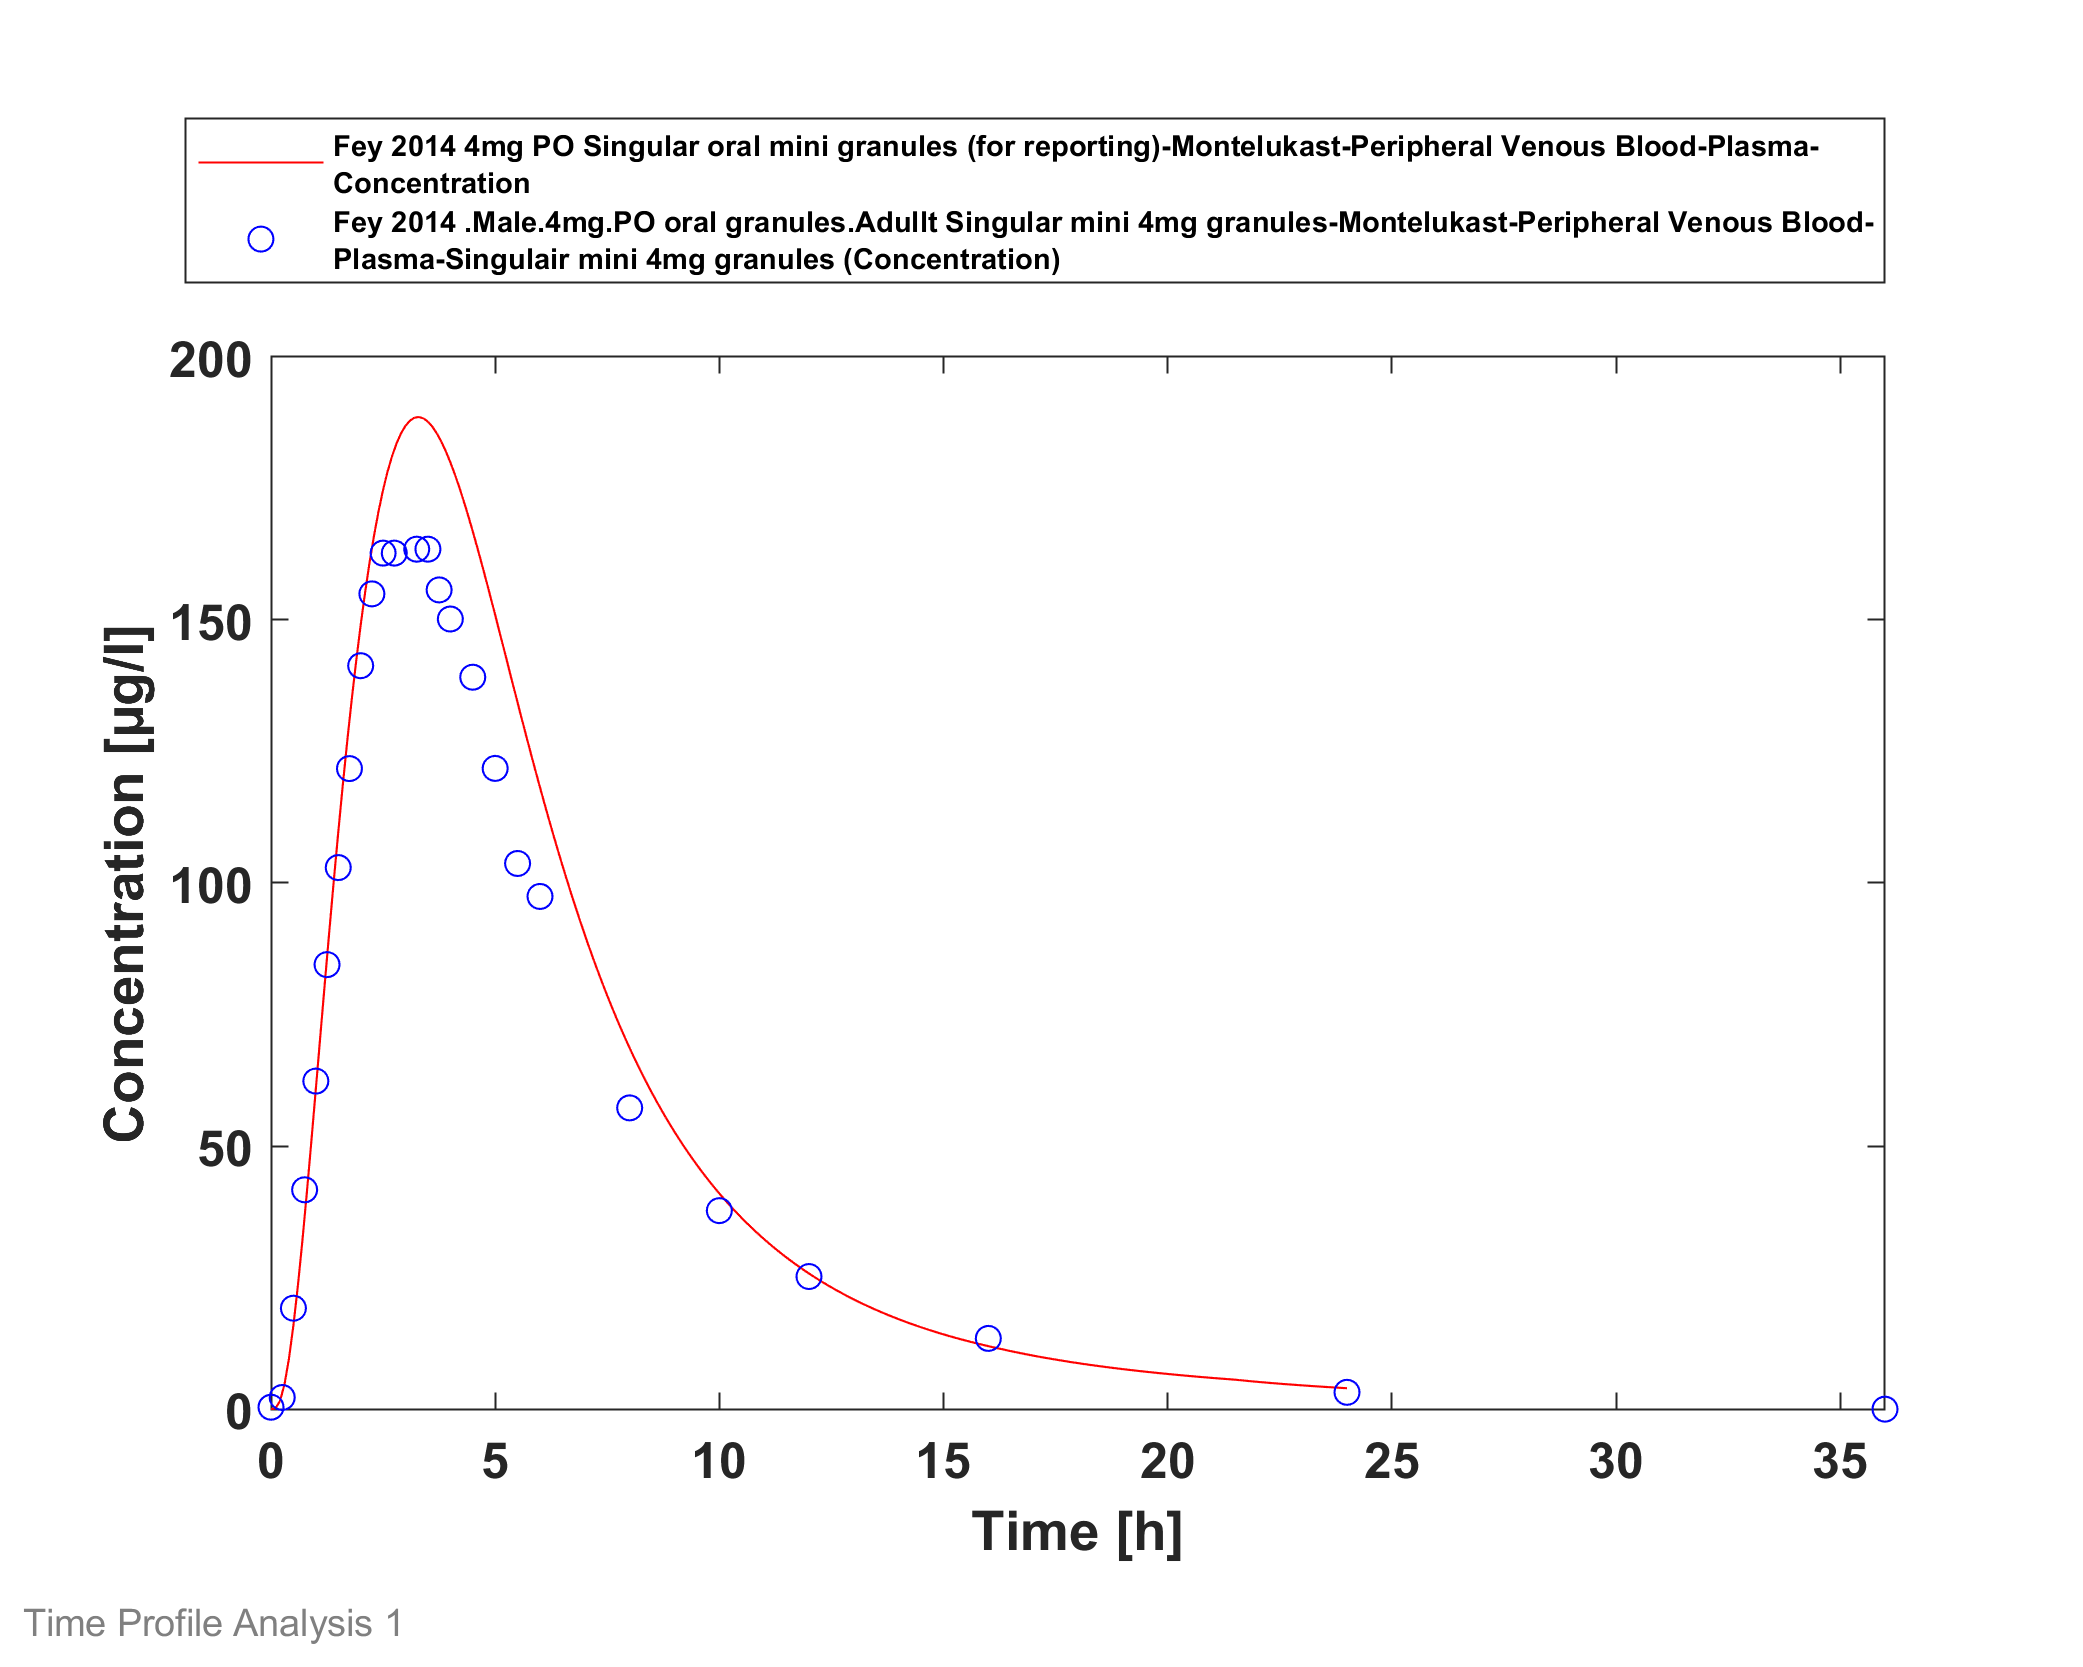 Fey 2014 4mg PO Singular oral mini granules (for reporting)-Montelukast-Peripheral Venous Blood-Plasma-
Concentration
Fey 2014 .Male.4mg.PO oral granules.Adullt Singular mini 4mg granules-Montelukast-Peripheral Venous Blood-
Plasma-Singulair mini 4mg granules (Concentration)
200
150
100
50
0
Concentration [µg/l]
0 5 10 15 20 25 30 35
Time [h]
Time Profile Analysis 1